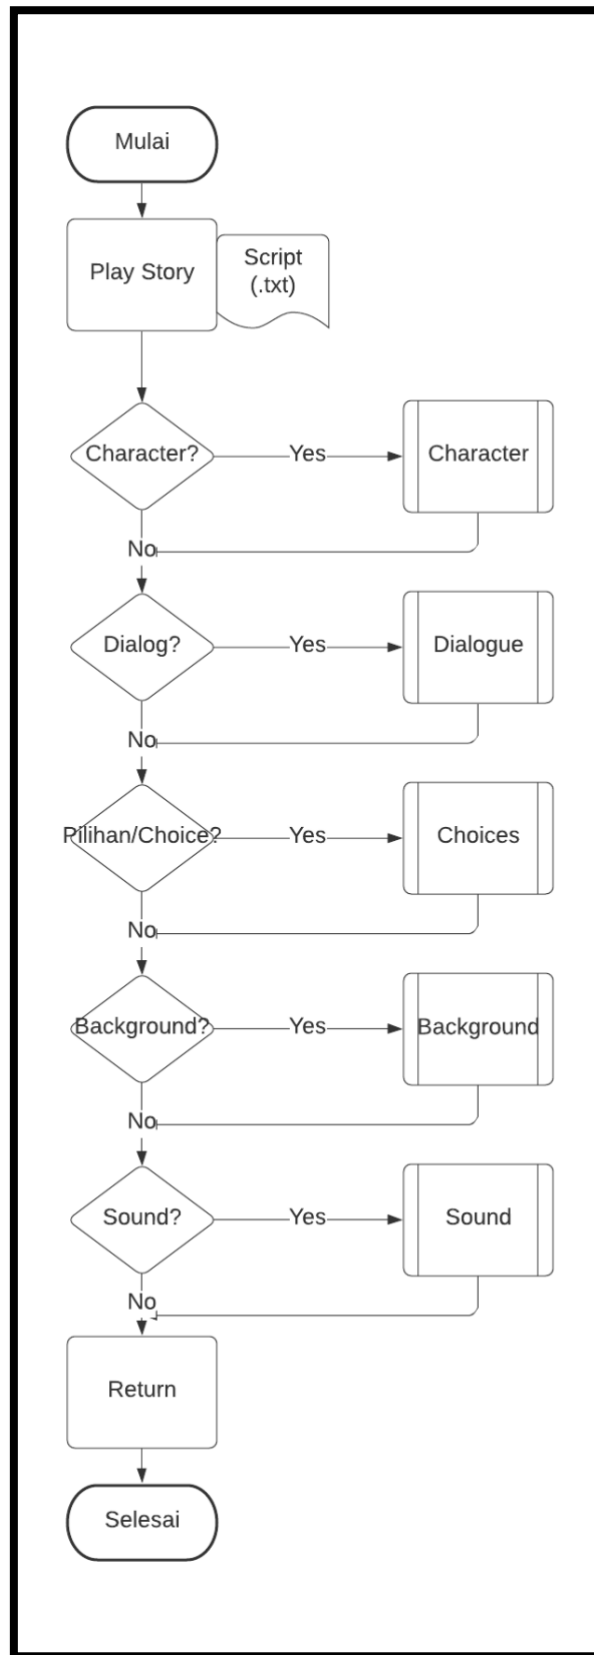 Mulai
Play Story
Script
(.txt)
Character?
Yes
Character
No
Dialog?
Yes
Dialogue
No
Pilihan/Choice?
Yes
Choices
No
Background?
Yes
Background
No
Sound?
Yes
Sound
No
Return
Selesai